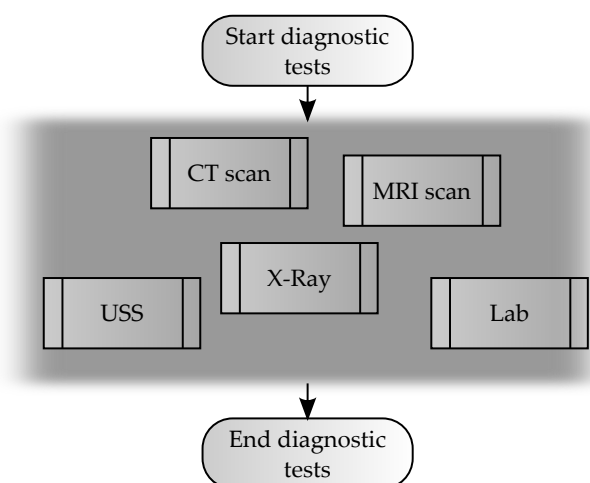 Start diagnostic
tests
CT scan
MRI scan
X-Ray
USS
Lab
End diagnostic
tests